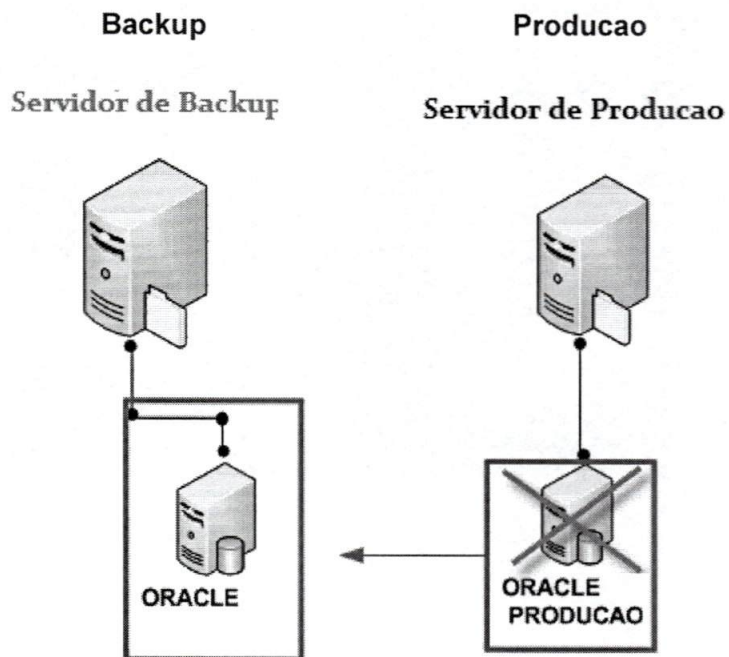 Backup
Producao
Servidor de Backup
Servidor de Producao
ORACLE
ORACLE
PRODUCAO